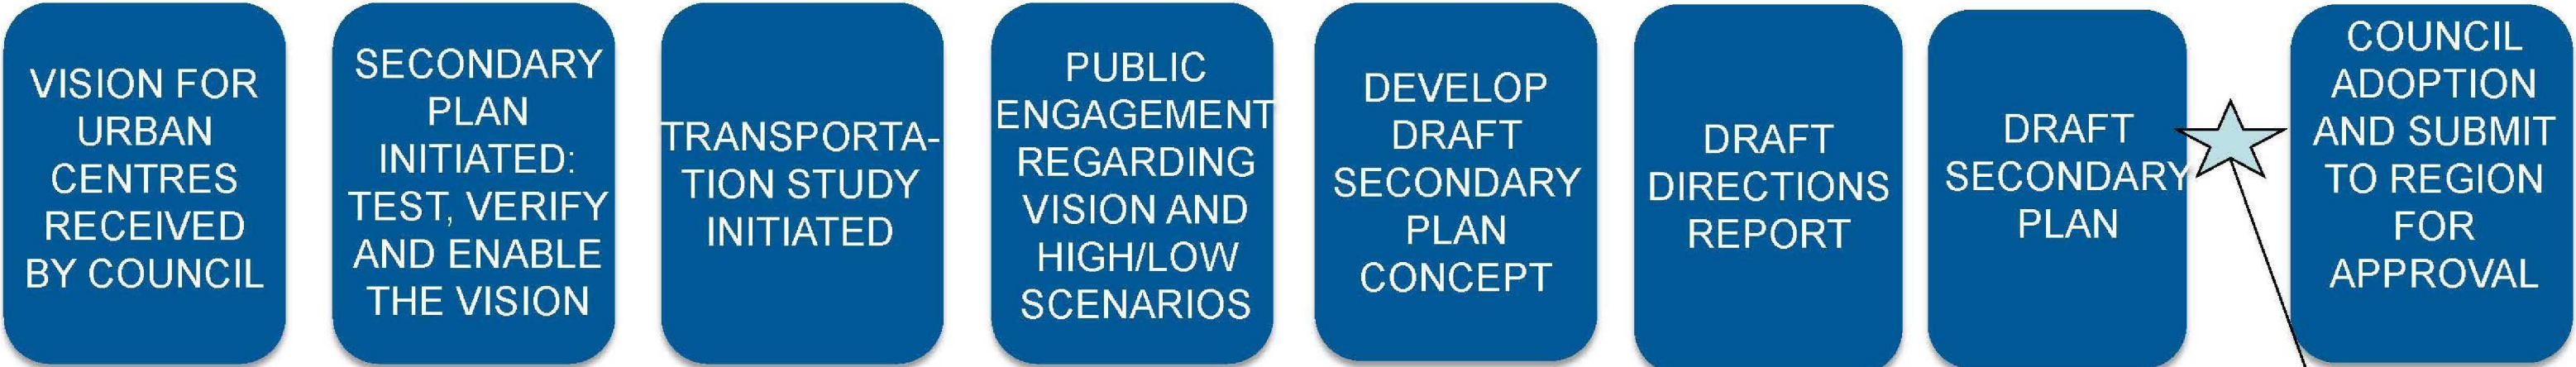 VISION FOR
URBAN
CENTRES
RECEIVED
BY COUNCIL
SECONDARY
PLAN
INITIATED:
TEST, VERIFY
AND ENABLE
THE VISION
TRANSPORTA-
TION STUDY
INITIATED
PUBLIC
ENGAGEMENT
REGARDING
VISION AND
HIGH/LOW
SCENARIOS
DEVELOP
DRAFT
SECONDARY
PLAN
CONCEPT
DRAFT
DIRECTIONS
REPORT
DRAFT
SECONDARY
PLAN
COUNCIL
ADOPTION
AND SUBMIT
TO REGION
FOR
APPROVAL